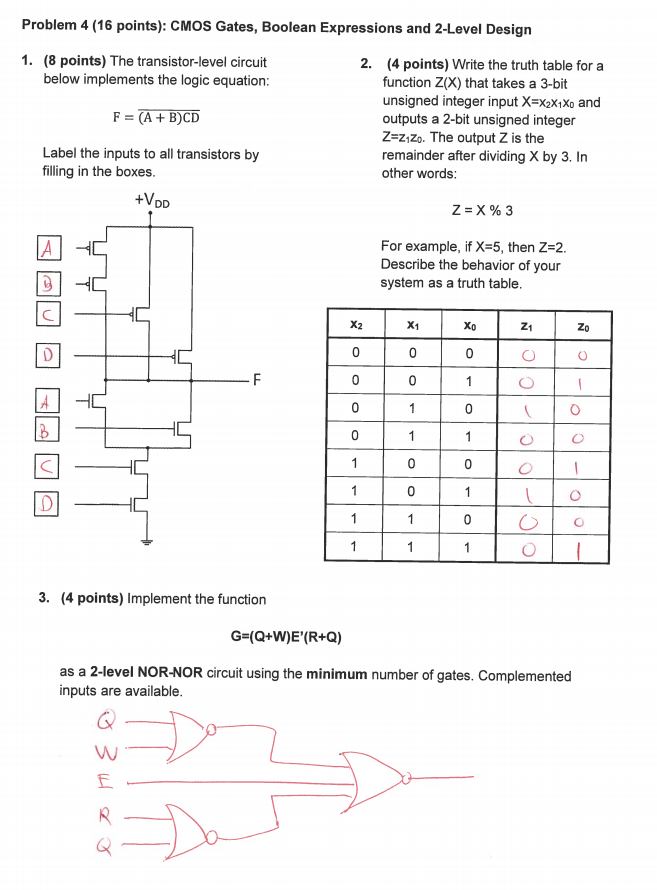 Problem 4 (16 points): CMOS Gates, Boolean Expressions and 2-Level Design
1. (8 points) The transistor-level circuit
below implements the logic equation:
F = \overline{(A + B)CD}
Label the inputs to all transistors by
filling in the boxes.
+V_{DD}
A
B
C
D
F
A
B
C
D
2. (4 points) Write the truth table for a
function Z(X) that takes a 3-bit
unsigned integer input X=x₂x₁x₀ and
outputs a 2-bit unsigned integer
Z=z₁z₀. The output Z is the
remainder after dividing X by 3. In
other words:
Z = X % 3
For example, if X=5, then Z=2.
Describe the behavior of your
system as a truth table.
X₂ X₁ X₀ Z₁ Z₀
0 0 0 0 0
0 0 1 0 1
0 1 0 1 0
0 1 1 0 0
1 0 0 0 1
1 0 1 1 0
1 1 0 0 0
1 1 1 0 1
3. (4 points) Implement the function
G=(Q+W)E'(R+Q)
as a 2-level NOR-NOR circuit using the minimum number of gates. Complemented
inputs are available.
Q
W
E
R
Q